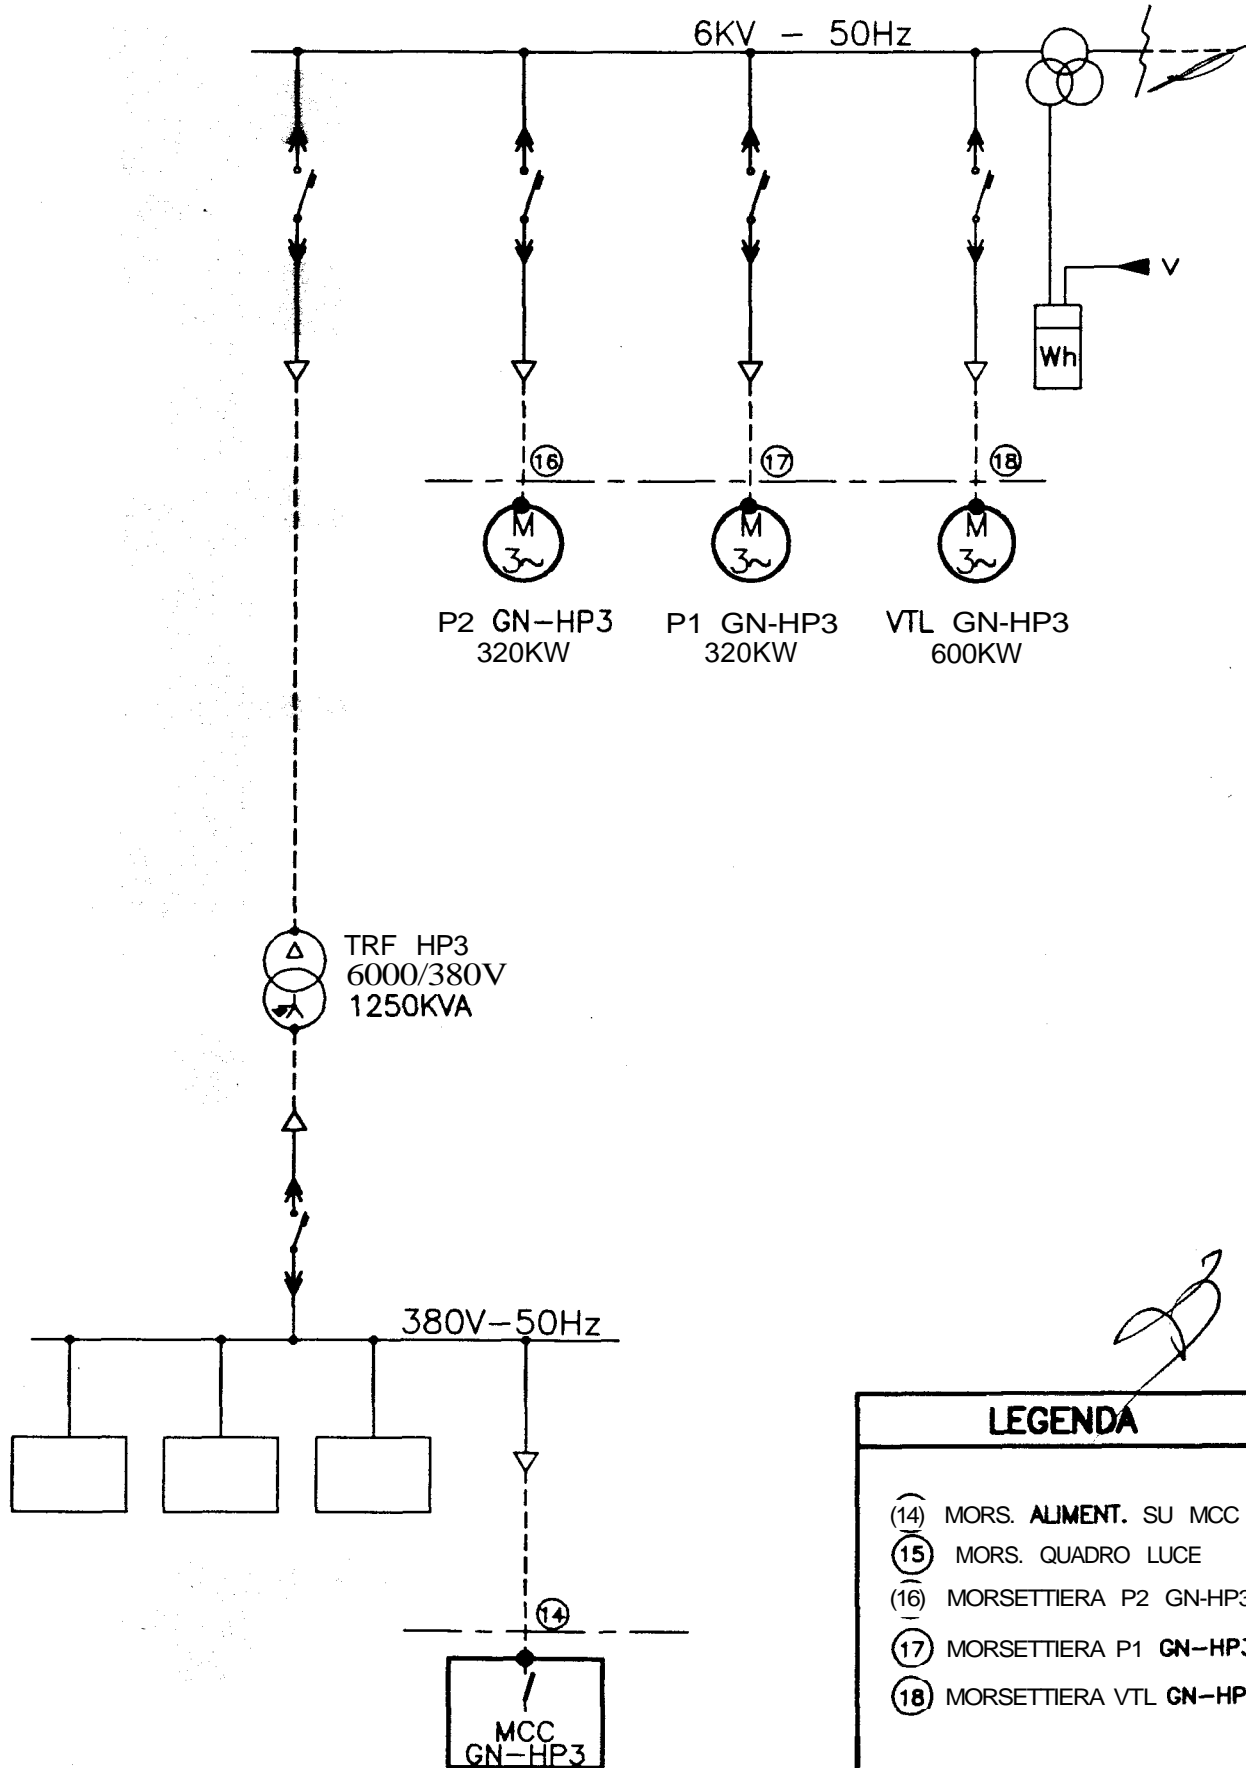 6KV - 50Hz
V
Wh
16
17
18
M
3~
M
3~
M
3~
P2 GN-HP3
320KW
P1 GN-HP3
320KW
VTL GN-HP3
600KW
TRF HP3
6000/380V
1250KVA
380V-50Hz
14
MCC
GN-HP3
LEGENDA
(14) MORS. ALIMENT. SU MCC
15 MORS. QUADRO LUCE
(16) MORSETTIERA P2 GN-HP3
17 MORSETTIERA P1 GN-HP3
18 MORSETTIERA VTL GN-HP